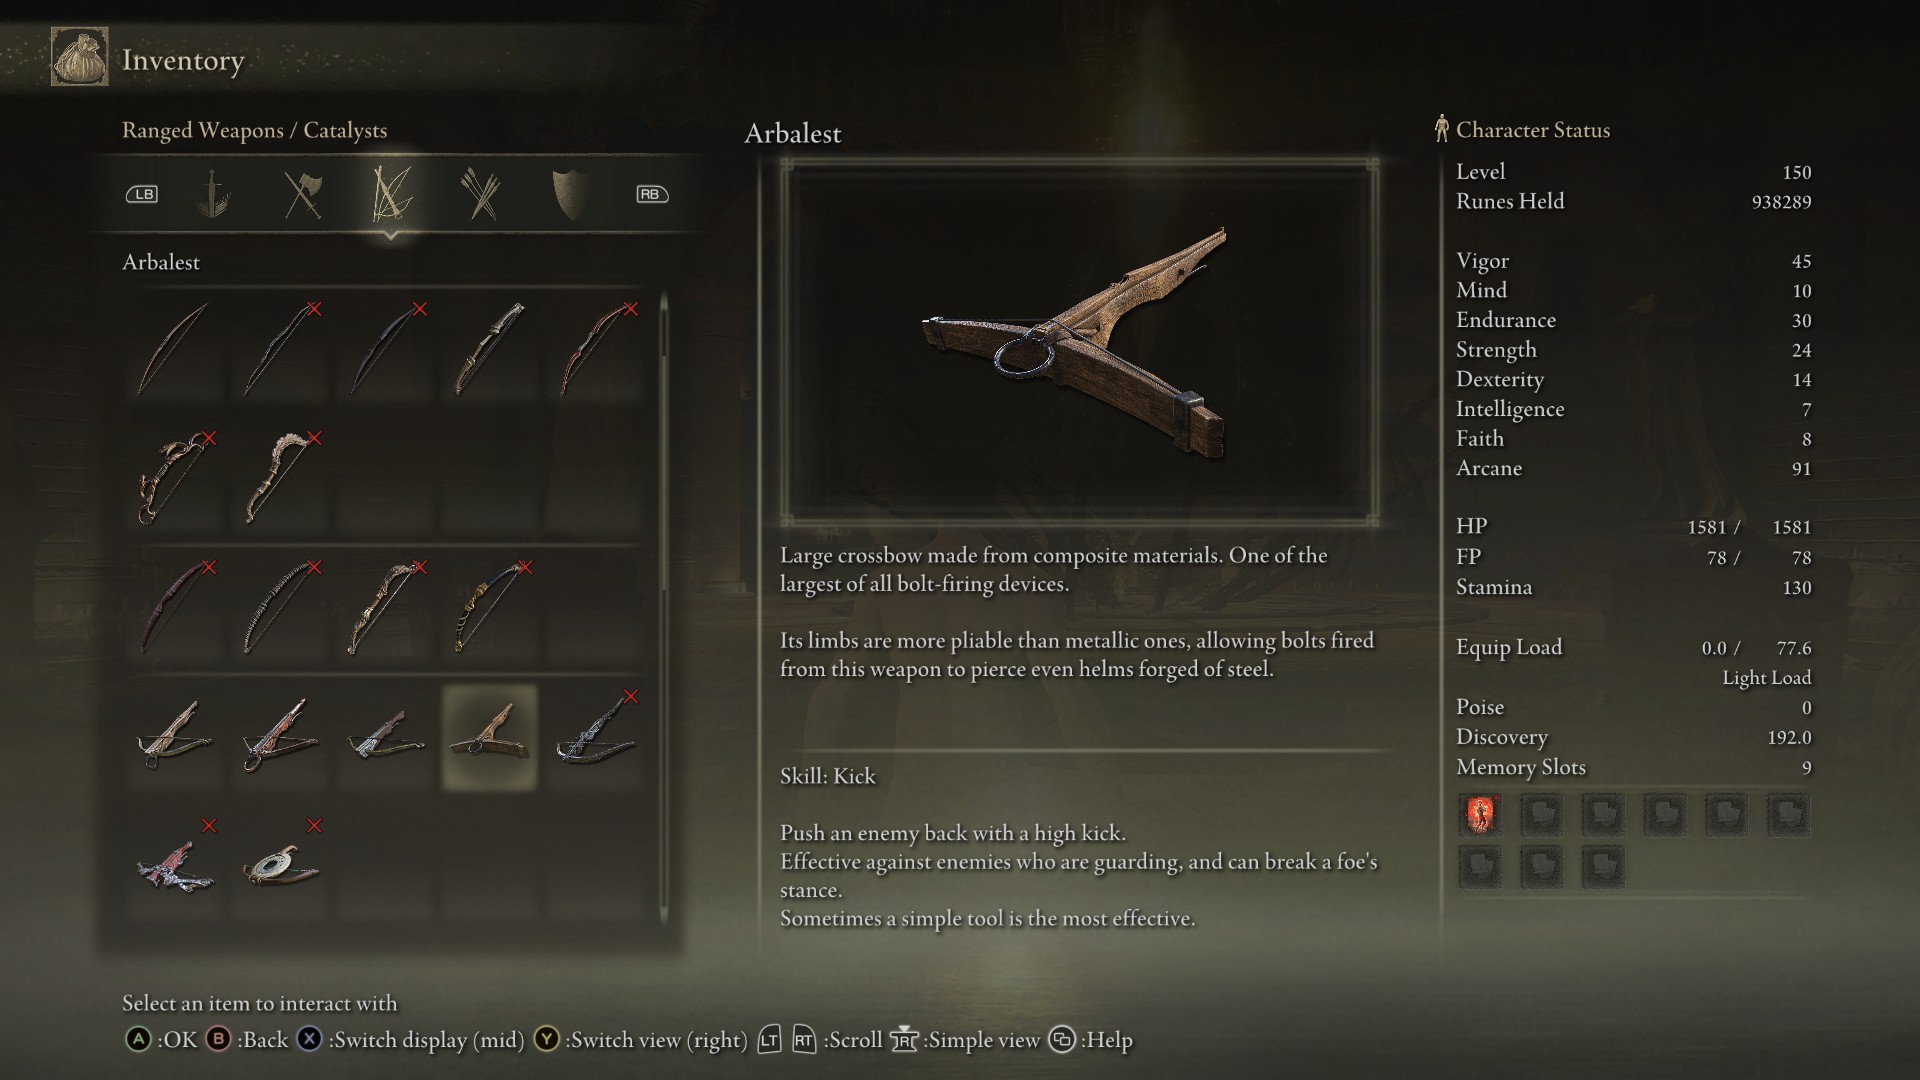 Inventory
Ranged Weapons / Catalysts
LB
RB
Arbalest
Arbalest
Large crossbow made from composite materials. One of the
largest of all bolt-firing devices.
Its limbs are more pliable than metallic ones, allowing bolts fired
from this weapon to pierce even helms forged of steel.
Skill: Kick
Push an enemy back with a high kick.
Effective against enemies who are guarding, and can break a foe's
stance.
Sometimes a simple tool is the most effective.
Character Status
Level 150
Runes Held 938289
Vigor 45
Mind 10
Endurance 30
Strength 24
Dexterity 14
Intelligence 7
Faith 8
Arcane 91
HP 1581 / 1581
FP 78 / 78
Stamina 130
Equip Load 0.0 / 77.6
Light Load
Poise 0
Discovery 192.0
Memory Slots 9
Select an item to interact with
A :OK B :Back X :Switch display (mid) Y :Switch view (right) LT RT :Scroll R :Simple view :Help